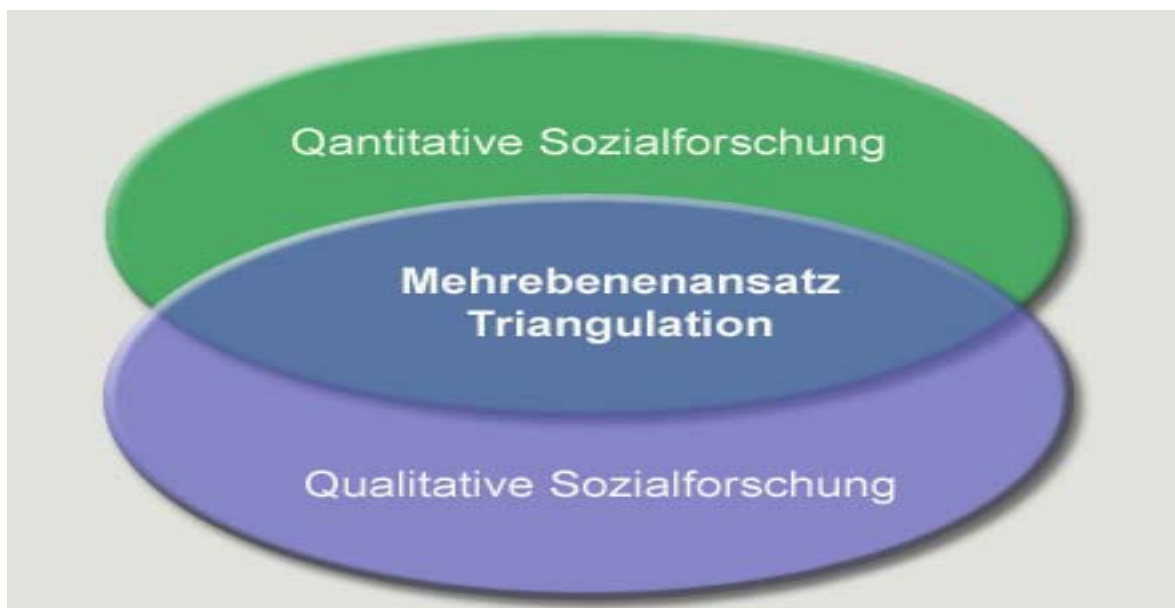 Qantitative Sozialforschung
Mehrebenenansatz
Triangulation
Qualitative Sozialforschung